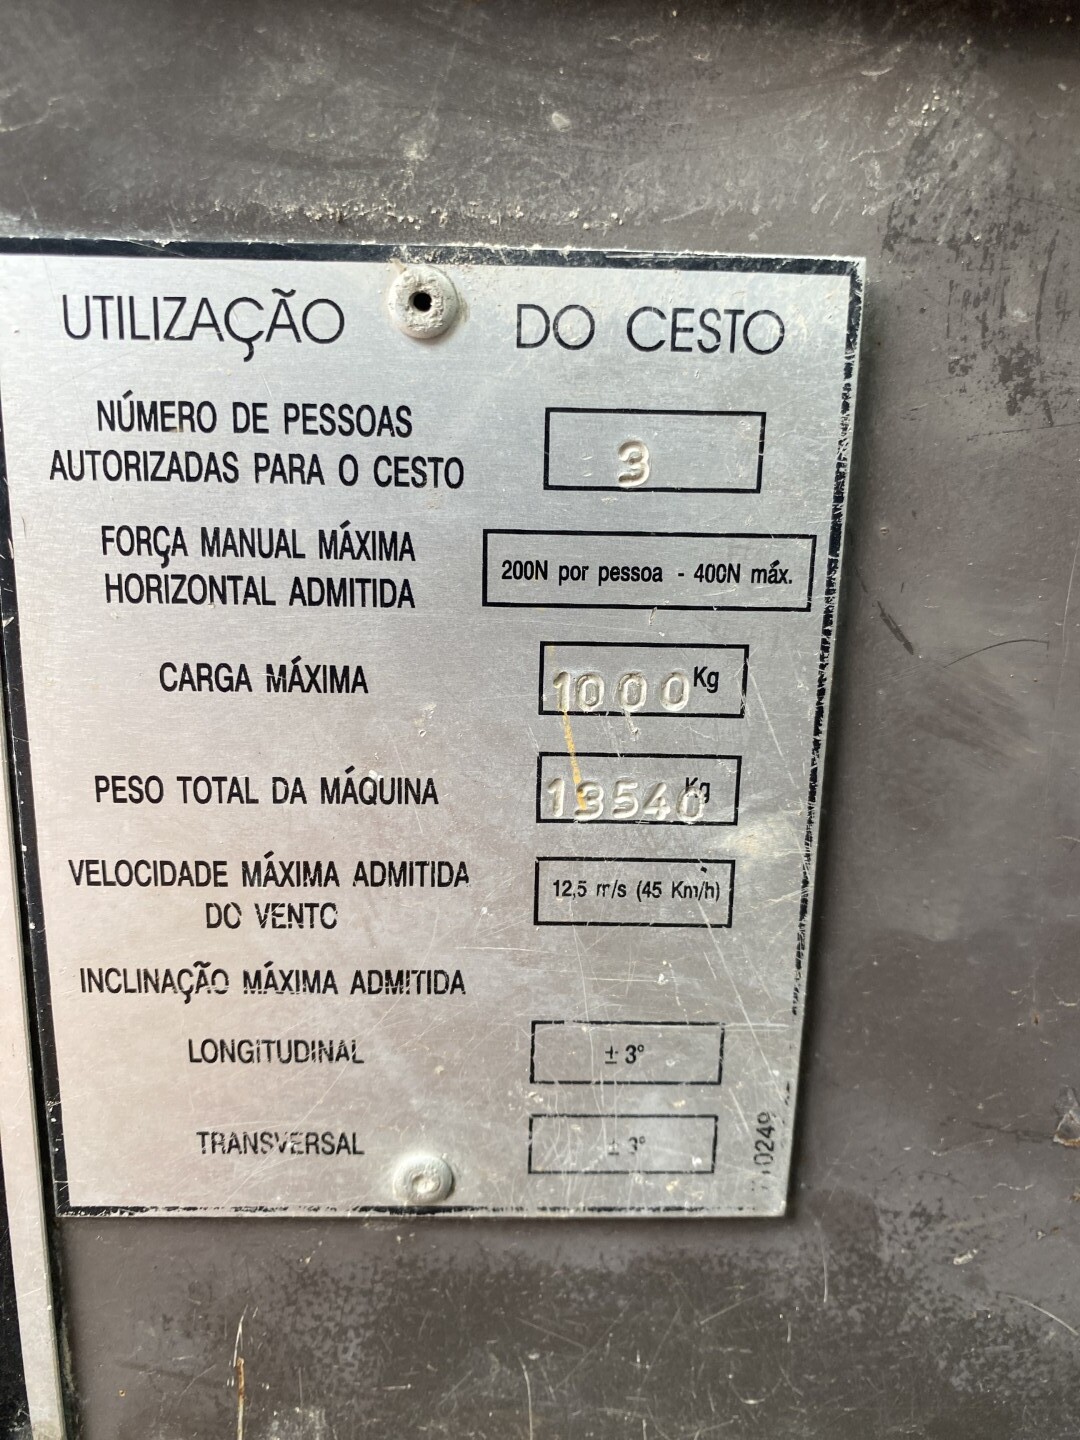 UTILIZAÇÃO DO CESTO
NÚMERO DE PESSOAS
AUTORIZADAS PARA O CESTO
3
FORÇA MANUAL MÁXIMA
HORIZONTAL ADMITIDA
200N por pessoa - 400N máx.
CARGA MÁXIMA
1000 Kg
PESO TOTAL DA MÁQUINA
13540 Kg
VELOCIDADE MÁXIMA ADMITIDA
DO VENTO
12,5 m/s (45 Km/h)
INCLINAÇÃO MÁXIMA ADMITIDA
LONGITUDINAL
± 3°
TRANSVERSAL
± 3°